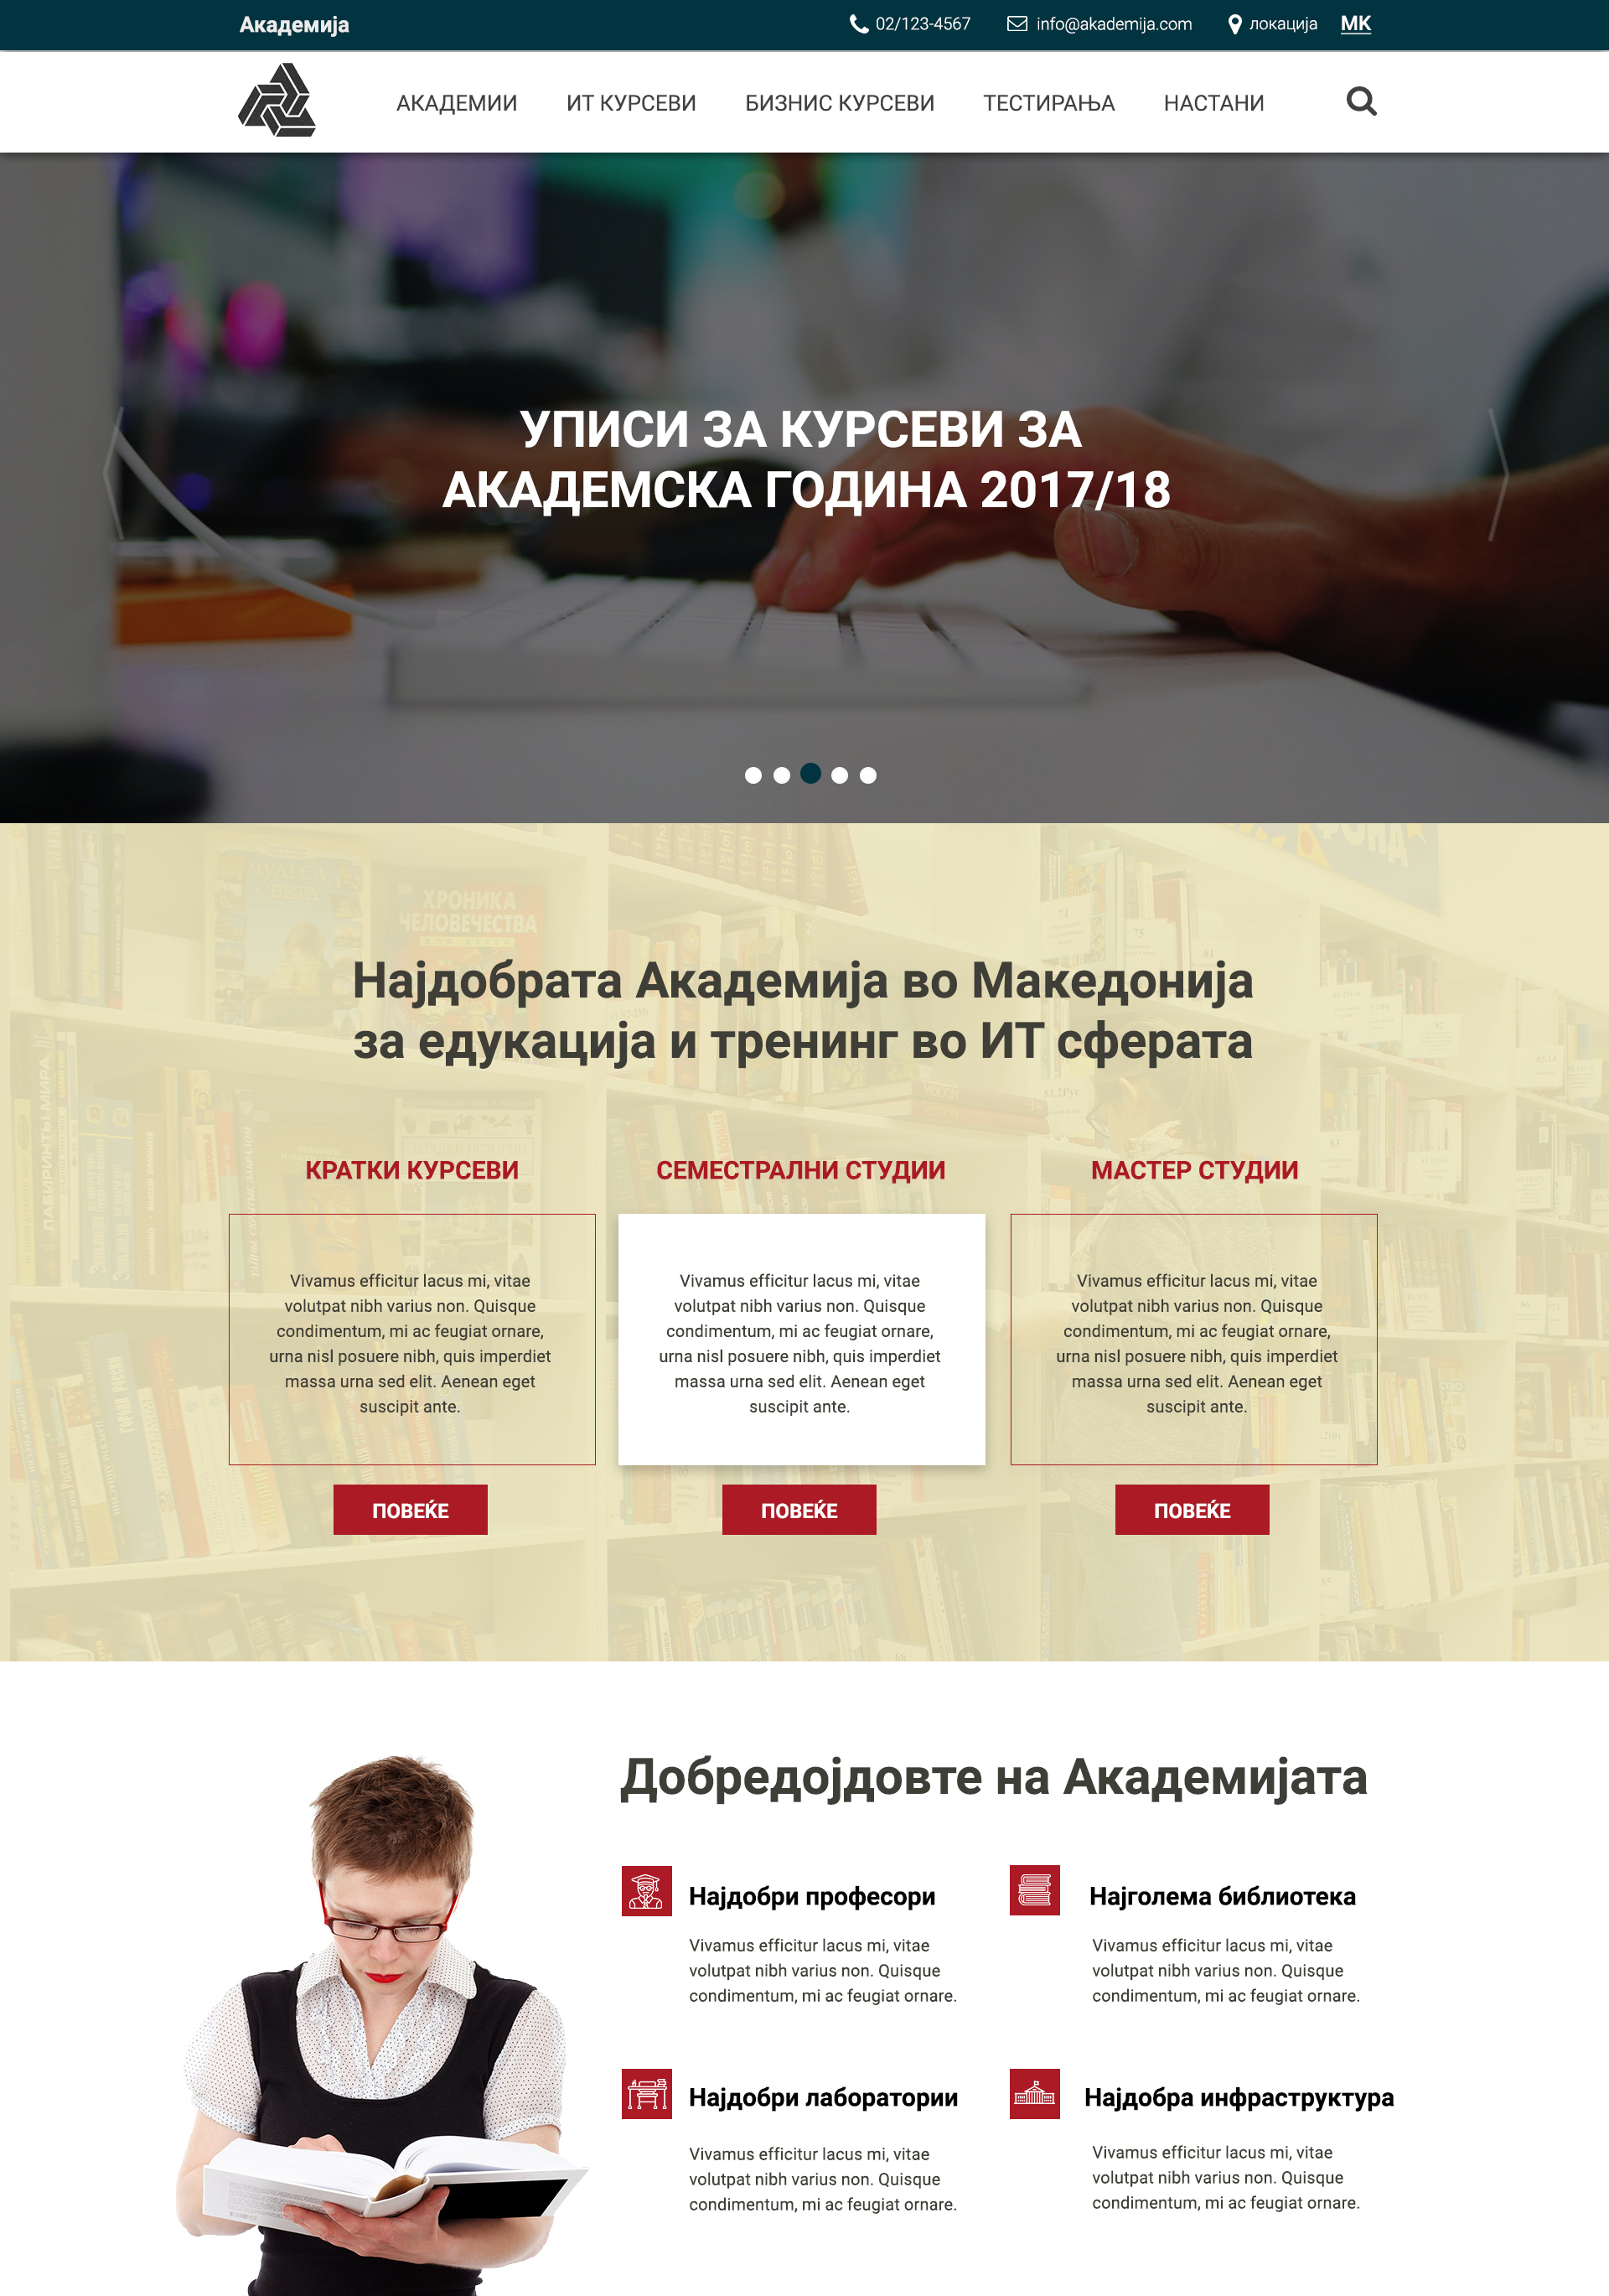 Академија
02/123-4567
info@akademija.com
локација
MK
АКАДЕМИИ
ИТ КУРСЕВИ
БИЗНИС КУРСЕВИ
ТЕСТИРАЊА
НАСТАНИ
УПИСИ ЗА КУРСЕВИ ЗА
АКАДЕМСКА ГОДИНА 2017/18
ЧУДЕСА
СВЕТА
ХРОНИКА
ЧЕЛОВЕЧЕСТВА
ЛАБИРИНТЫ МИРА
Најдобрата Академија во Македонија
за едукација и тренинг во ИТ сферата
КРАТКИ КУРСЕВИ
Vivamus efficitur lacus mi, vitae
volutpat nibh varius non. Quisque
condimentum, mi ac feugiat ornare,
urna nisl posuere nibh, quis imperdiet
massa urna sed elit. Aenean eget
suscipit ante.
ПОВЕЌЕ
СЕМЕСТРАЛНИ СТУДИИ
Vivamus efficitur lacus mi, vitae
volutpat nibh varius non. Quisque
condimentum, mi ac feugiat ornare,
urna nisl posuere nibh, quis imperdiet
massa urna sed elit. Aenean eget
suscipit ante.
ПОВЕЌЕ
МАСТЕР СТУДИИ
Vivamus efficitur lacus mi, vitae
volutpat nibh varius non. Quisque
condimentum, mi ac feugiat ornare,
urna nisl posuere nibh, quis imperdiet
massa urna sed elit. Aenean eget
suscipit ante.
ПОВЕЌЕ
Добредојдовте на Академијата
Најдобри професори
Vivamus efficitur lacus mi, vitae
volutpat nibh varius non. Quisque
condimentum, mi ac feugiat ornare.
Најголема библиотека
Vivamus efficitur lacus mi, vitae
volutpat nibh varius non. Quisque
condimentum, mi ac feugiat ornare.
Најдобри лаборатории
Vivamus efficitur lacus mi, vitae
volutpat nibh varius non. Quisque
condimentum, mi ac feugiat ornare.
Најдобра инфраструктура
Vivamus efficitur lacus mi, vitae
volutpat nibh varius non. Quisque
condimentum, mi ac feugiat ornare.